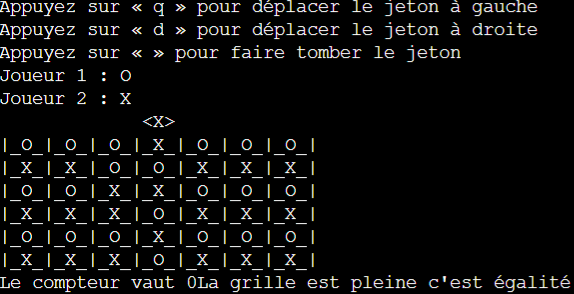 Appuyez sur « q » pour déplacer le jeton à gauche
Appuyez sur « d » pour déplacer le jeton à droite
Appuyez sur « » pour faire tomber le jeton
Joueur 1 : O
Joueur 2 : X
<X>
|_O_|_O_|_O_|_X_|_O_|_O_|_O_|
|_X_|_X_|_O_|_O_|_X_|_X_|_X_|
|_O_|_O_|_X_|_X_|_O_|_O_|_O_|
|_X_|_X_|_X_|_O_|_X_|_X_|_X_|
|_O_|_O_|_O_|_X_|_O_|_O_|_O_|
|_X_|_X_|_X_|_O_|_X_|_X_|_X_|
Le compteur vaut 0La grille est pleine c'est égalité